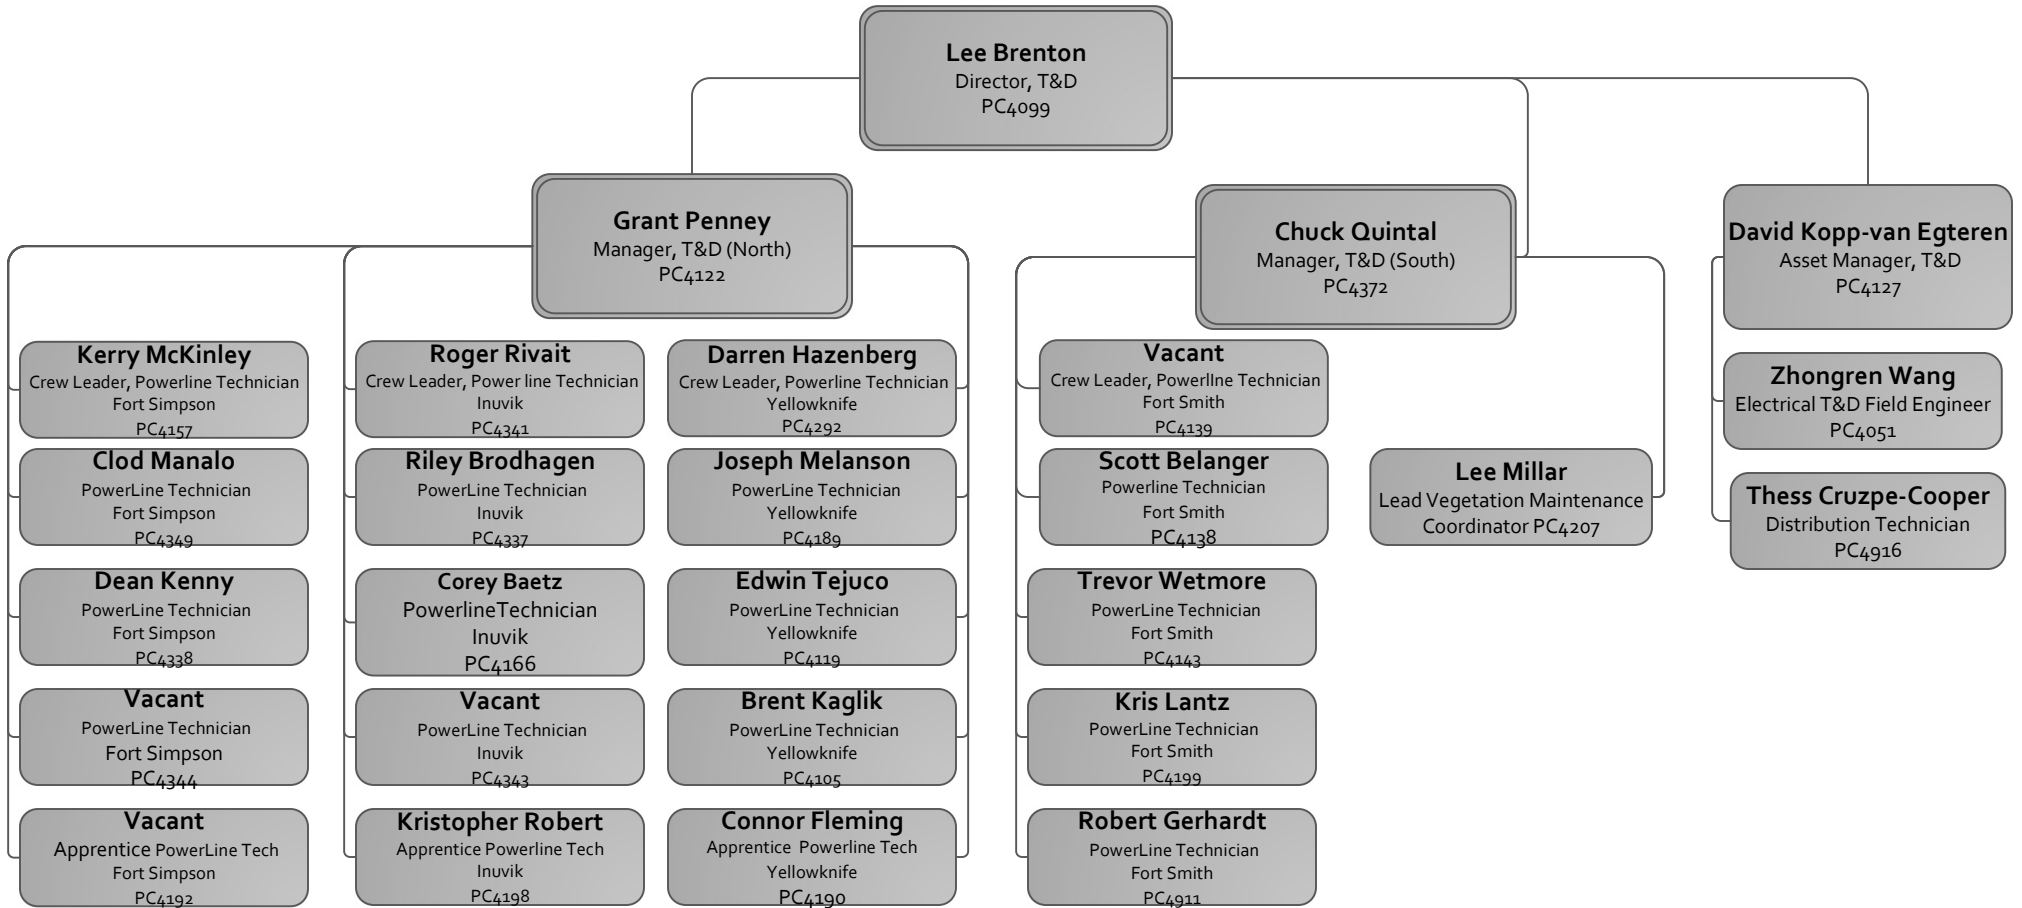 Lee Brenton
Director, T&D
PC4099
Grant Penney
Manager, T&D (North)
PC4122
Chuck Quintal
Manager, T&D (South)
PC4372
David Kopp-van Egteren
Asset Manager, T&D
PC4127
Kerry McKinley
Crew Leader, Powerline Technician
Fort Simpson
PC4157
Clod Manalo
PowerLine Technician
Fort Simpson
PC4349
Dean Kenny
PowerLine Technician
Fort Simpson
PC4338
Vacant
PowerLine Technician
Fort Simpson
PC4344
Vacant
Apprentice PowerLine Tech
Fort Simpson
PC4192
Roger Rivait
Crew Leader, Power line Technician
Inuvik
PC4341
Riley Brodhagen
PowerLine Technician
Inuvik
PC4337
Corey Baetz
PowerlineTechnician
Inuvik
PC4166
Vacant
PowerLine Technician
Inuvik
PC4343
Kristopher Robert
Apprentice Powerline Tech
Inuvik
PC4198
Darren Hazenberg
Crew Leader, Powerline Technician
Yellowknife
PC4292
Joseph Melanson
PowerLine Technician
Yellowknife
PC4189
Edwin Tejuco
PowerLine Technician
Yellowknife
PC4119
Brent Kaglik
PowerLine Technician
Yellowknife
PC4105
Connor Fleming
Apprentice Powerline Tech
Yellowknife
PC4190
Vacant
Crew Leader, PowerlIne Technician
Fort Smith
PC4139
Scott Belanger
Powerline Technician
Fort Smith
PC4138
Trevor Wetmore
PowerLine Technician
Fort Smith
PC4143
Kris Lantz
PowerLine Technician
Fort Smith
PC4199
Robert Gerhardt
PowerLine Technician
Fort Smith
PC4911
Lee Millar
Lead Vegetation Maintenance
Coordinator PC4207
Zhongren Wang
Electrical T&D Field Engineer
PC4051
Thess Cruzpe-Cooper
Distribution Technician
PC4916